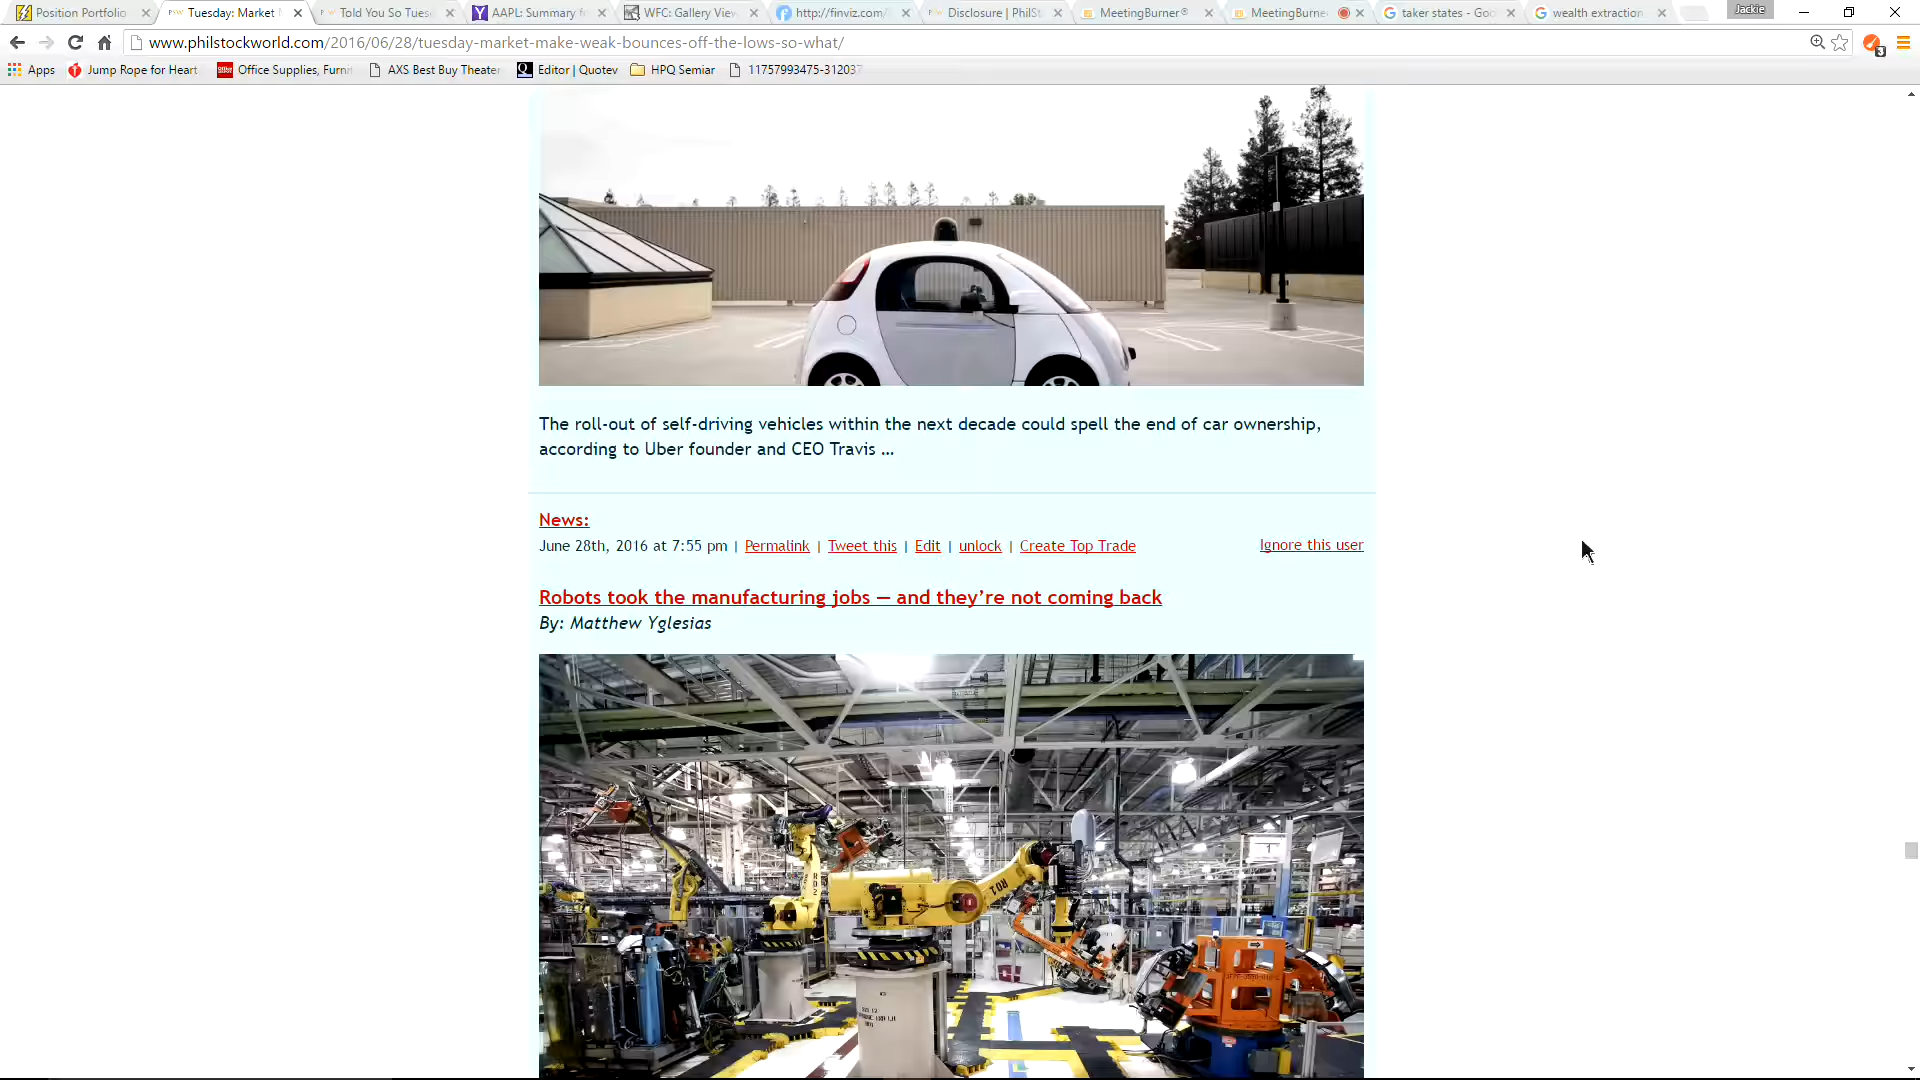 Position Portfolio
Tuesday: Market
Told You So Tues
AAPL: Summary f
WFC: Gallery View
http://finviz.com/
Disclosure | PhilSt
MeetingBurner®
MeetingBurne
taker states - Goo
wealth extraction
Jackie
www.philstockworld.com/2016/06/28/tuesday-market-make-weak-bounces-off-the-lows-so-what/
3
Apps
Jump Rope for Heart
Office Supplies, Furni
AXS Best Buy Theater
Editor | Quotev
HPQ Semiar
11757993475-312037
The roll-out of self-driving vehicles within the next decade could spell the end of car ownership,
according to Uber founder and CEO Travis ...
News:
June 28th, 2016 at 7:55 pm | Permalink | Tweet this | Edit | unlock | Create Top Trade
Ignore this user
Robots took the manufacturing jobs — and they're not coming back
By: Matthew Yglesias